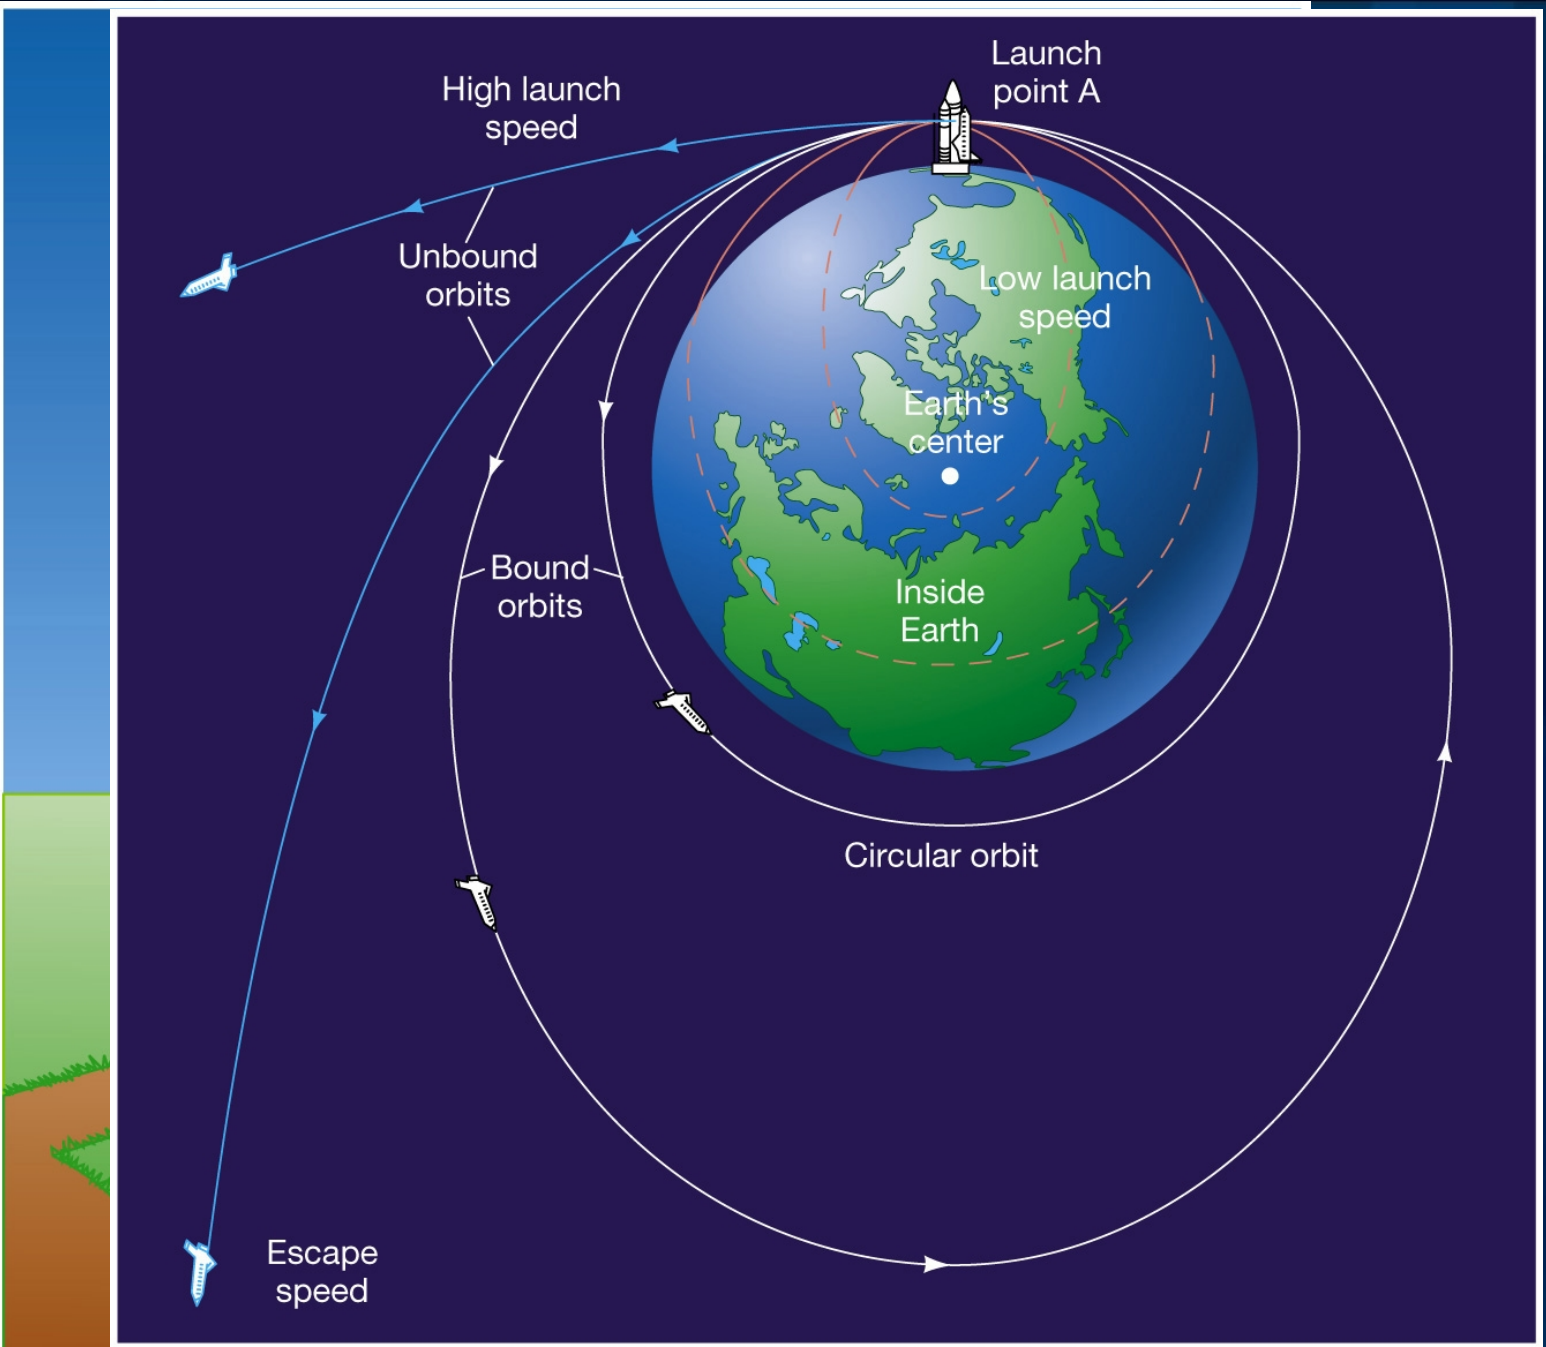 Launch
point A
High launch
speed
Unbound
orbits
Low launch
speed
Earth's
center
Bound
orbits
Inside
Earth
Circular orbit
Escape
speed